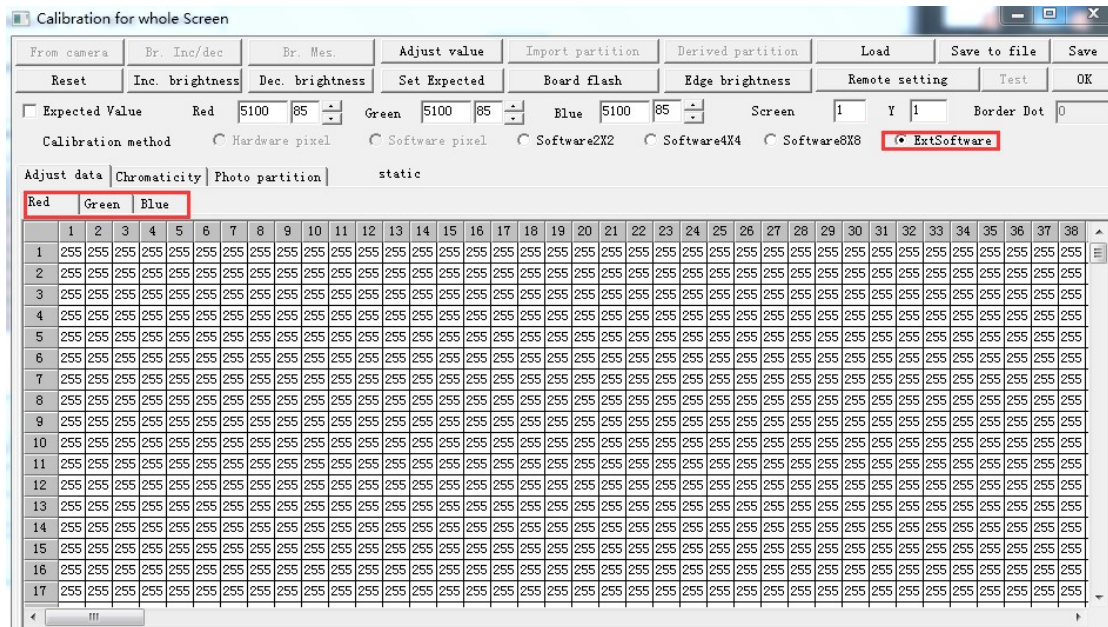 Calibration for whole Screen
From camera Br. Inc/dec Br. Mes. Adjust value Import partition Derived partition Load Save to file Save
Reset Inc. brightness Dec. brightness Set Expected Board flash Edge brightness Remote setting Test OK
Expected Value Red 5100 85 Green 5100 85 Blue 5100 85 Screen 1 Y 1 Border Dot 0
Calibration method Hardware pixel Software pixel Software2X2 Software4X4 Software8X8 ExtSoftware
Adjust data Chromaticity Photo partition static
Red Green Blue
1 2 3 4 5 6 7 8 9 10 11 12 13 14 15 16 17 18 19 20 21 22 23 24 25 26 27 28 29 30 31 32 33 34 35 36 37 38
1 255 255 255 255 255 255 255 255 255 255 255 255 255 255 255 255 255 255 255 255 255 255 255 255 255 255 255 255 255 255 255 255 255 255 255 255 255 255
2 255 255 255 255 255 255 255 255 255 255 255 255 255 255 255 255 255 255 255 255 255 255 255 255 255 255 255 255 255 255 255 255 255 255 255 255 255 255
3 255 255 255 255 255 255 255 255 255 255 255 255 255 255 255 255 255 255 255 255 255 255 255 255 255 255 255 255 255 255 255 255 255 255 255 255 255 255
4 255 255 255 255 255 255 255 255 255 255 255 255 255 255 255 255 255 255 255 255 255 255 255 255 255 255 255 255 255 255 255 255 255 255 255 255 255 255
5 255 255 255 255 255 255 255 255 255 255 255 255 255 255 255 255 255 255 255 255 255 255 255 255 255 255 255 255 255 255 255 255 255 255 255 255 255 255
6 255 255 255 255 255 255 255 255 255 255 255 255 255 255 255 255 255 255 255 255 255 255 255 255 255 255 255 255 255 255 255 255 255 255 255 255 255 255
7 255 255 255 255 255 255 255 255 255 255 255 255 255 255 255 255 255 255 255 255 255 255 255 255 255 255 255 255 255 255 255 255 255 255 255 255 255 255
8 255 255 255 255 255 255 255 255 255 255 255 255 255 255 255 255 255 255 255 255 255 255 255 255 255 255 255 255 255 255 255 255 255 255 255 255 255 255
9 255 255 255 255 255 255 255 255 255 255 255 255 255 255 255 255 255 255 255 255 255 255 255 255 255 255 255 255 255 255 255 255 255 255 255 255 255 255
10 255 255 255 255 255 255 255 255 255 255 255 255 255 255 255 255 255 255 255 255 255 255 255 255 255 255 255 255 255 255 255 255 255 255 255 255 255 255
11 255 255 255 255 255 255 255 255 255 255 255 255 255 255 255 255 255 255 255 255 255 255 255 255 255 255 255 255 255 255 255 255 255 255 255 255 255 255
12 255 255 255 255 255 255 255 255 255 255 255 255 255 255 255 255 255 255 255 255 255 255 255 255 255 255 255 255 255 255 255 255 255 255 255 255 255 255
13 255 255 255 255 255 255 255 255 255 255 255 255 255 255 255 255 255 255 255 255 255 255 255 255 255 255 255 255 255 255 255 255 255 255 255 255 255 255
14 255 255 255 255 255 255 255 255 255 255 255 255 255 255 255 255 255 255 255 255 255 255 255 255 255 255 255 255 255 255 255 255 255 255 255 255 255 255
15 255 255 255 255 255 255 255 255 255 255 255 255 255 255 255 255 255 255 255 255 255 255 255 255 255 255 255 255 255 255 255 255 255 255 255 255 255 255
16 255 255 255 255 255 255 255 255 255 255 255 255 255 255 255 255 255 255 255 255 255 255 255 255 255 255 255 255 255 255 255 255 255 255 255 255 255 255
17 255 255 255 255 255 255 255 255 255 255 255 255 255 255 255 255 255 255 255 255 255 255 255 255 255 255 255 255 255 255 255 255 255 255 255 255 255 255